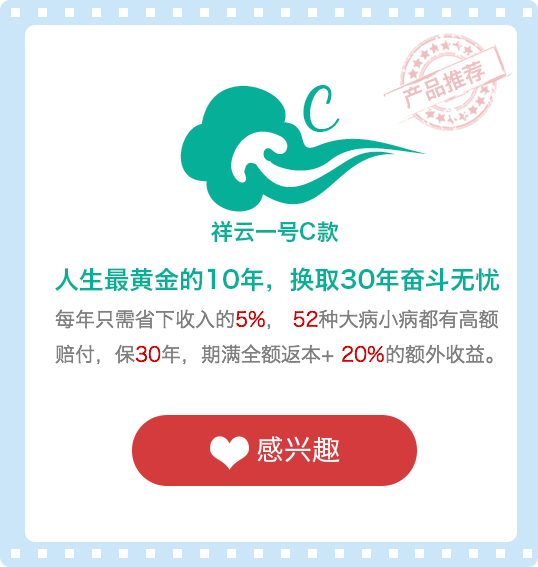 产品推荐
C
祥云一号C款
人生最黄金的10年，换取30年奋斗无忧
每年只需省下收入的5%， 52种大病小病都有高额
赔付，保30年，期满全额返本+ 20%的额外收益。
感兴趣